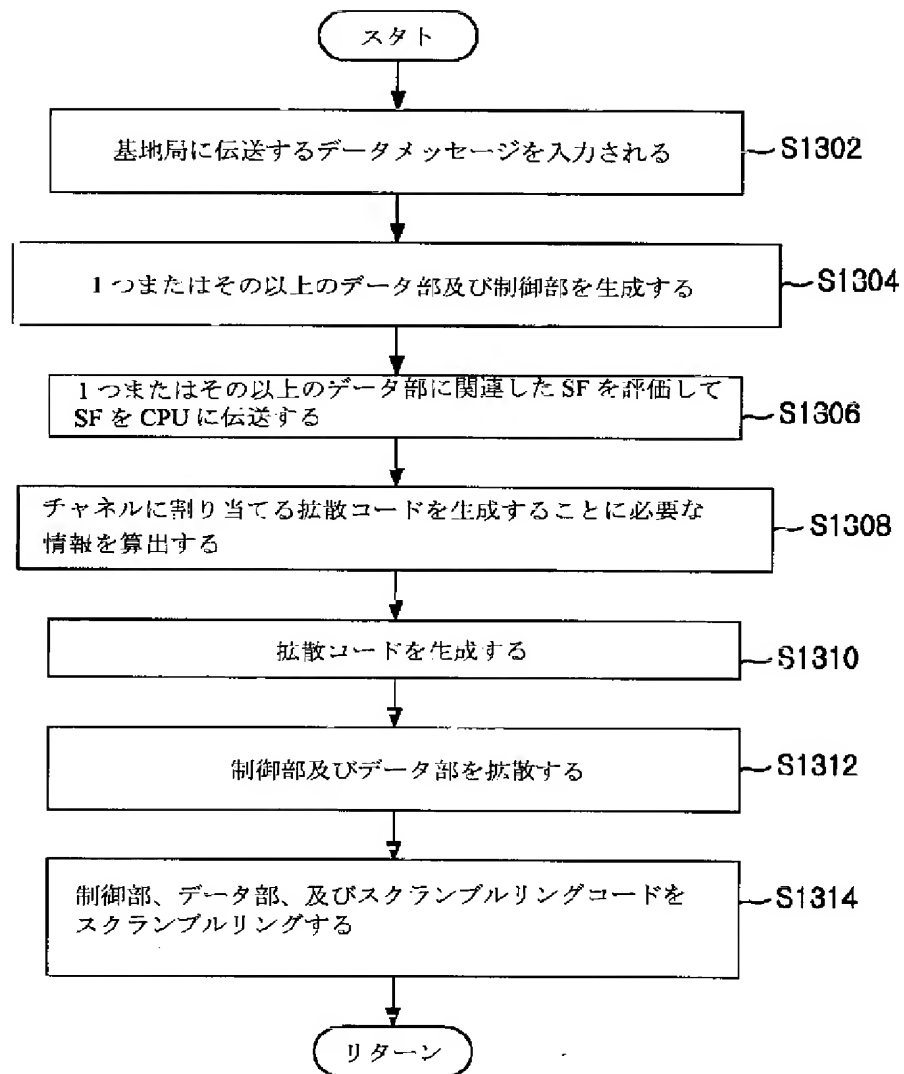 スタト
基地局に伝送するデータメッセージを入力される
S1302
1つまたはその以上のデータ部及び制御部を生成する
S1304
1つまたはその以上のデータ部に関連した SF を評価して
SF を CPU に伝送する
S1306
チャネルに割り当てる拡散コードを生成することに必要な
情報を算出する
S1308
拡散コードを生成する
S1310
制御部及びデータ部を拡散する
S1312
制御部、データ部、及びスクランブルリングコードを
スクランブルリングする
S1314
リターン